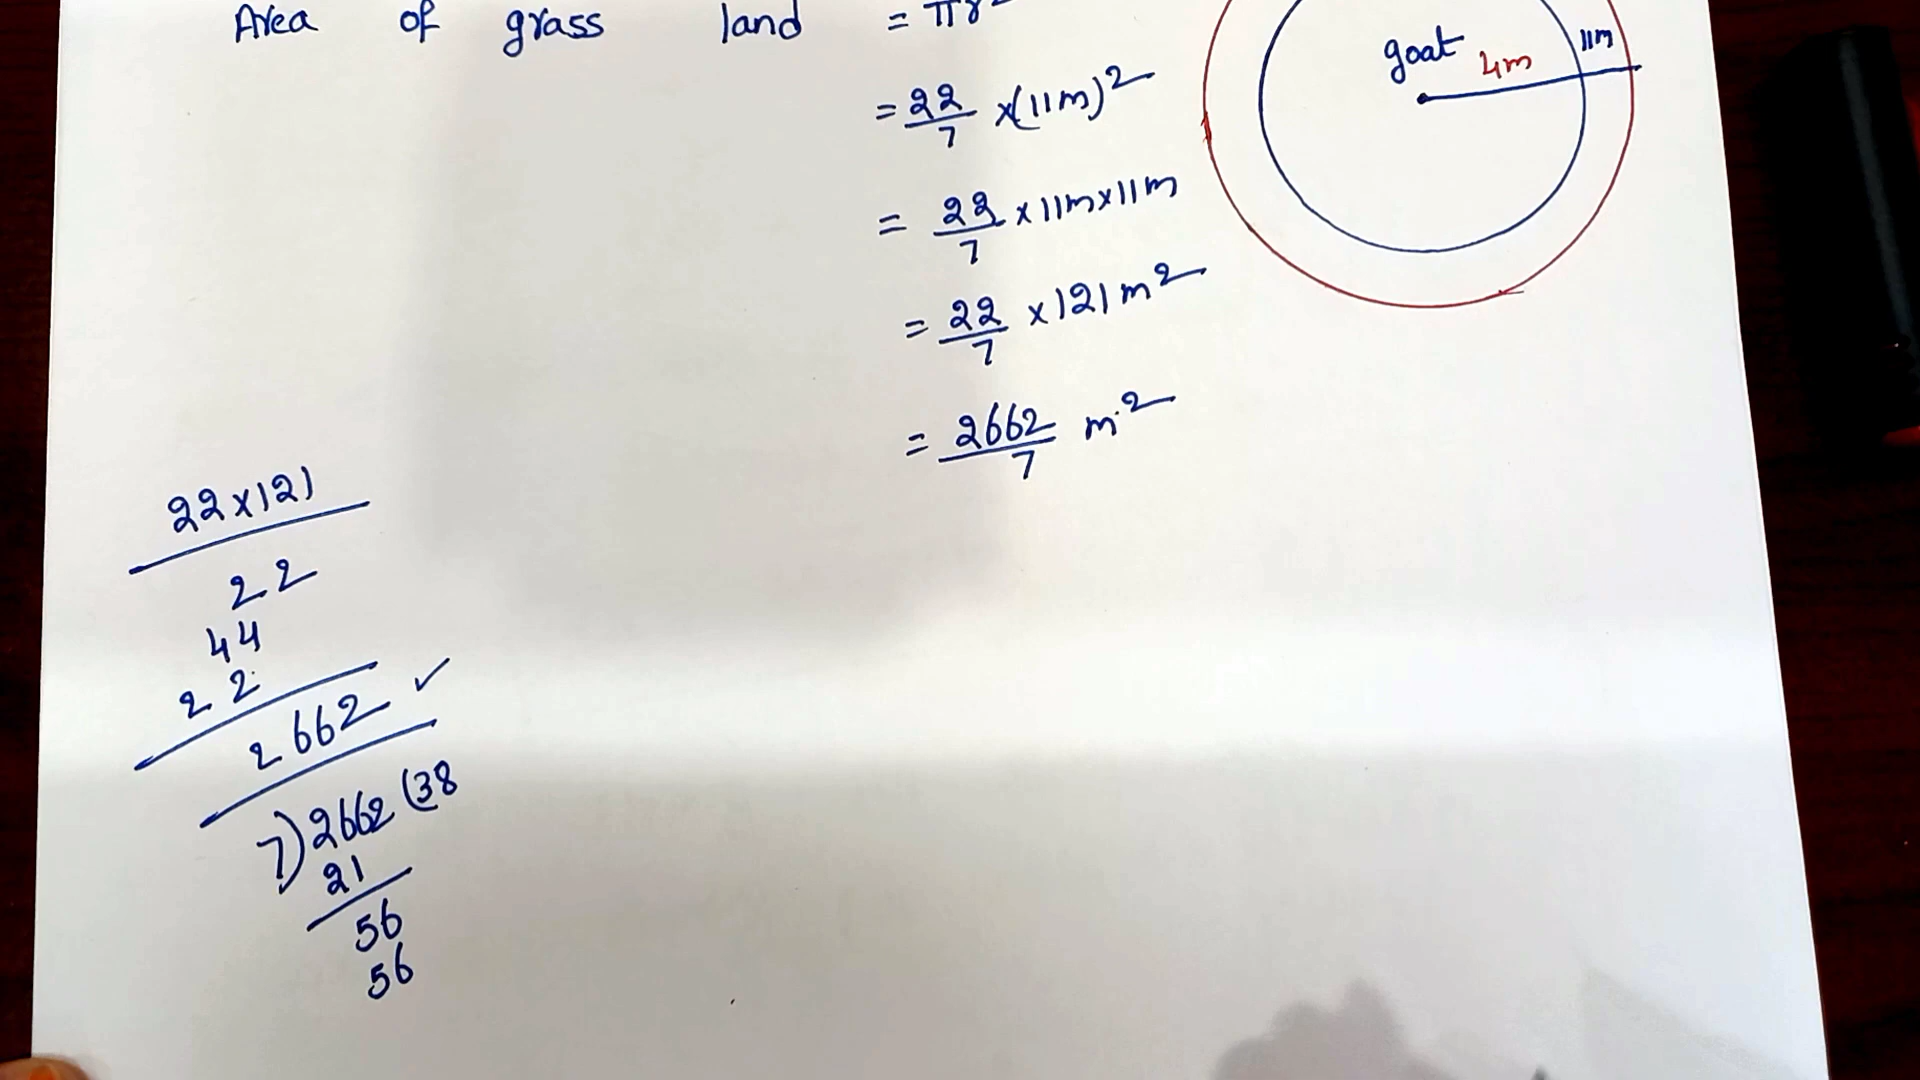 Area of grass land = πr²
= 22/7 ×(11m)²
= 22/7 × 11m×11m
= 22/7 × 121 m²
= 2662/7 m²
goat 4m 11m
22×121
22
44
22
2662 ✓
7)2662(38
21
56
56